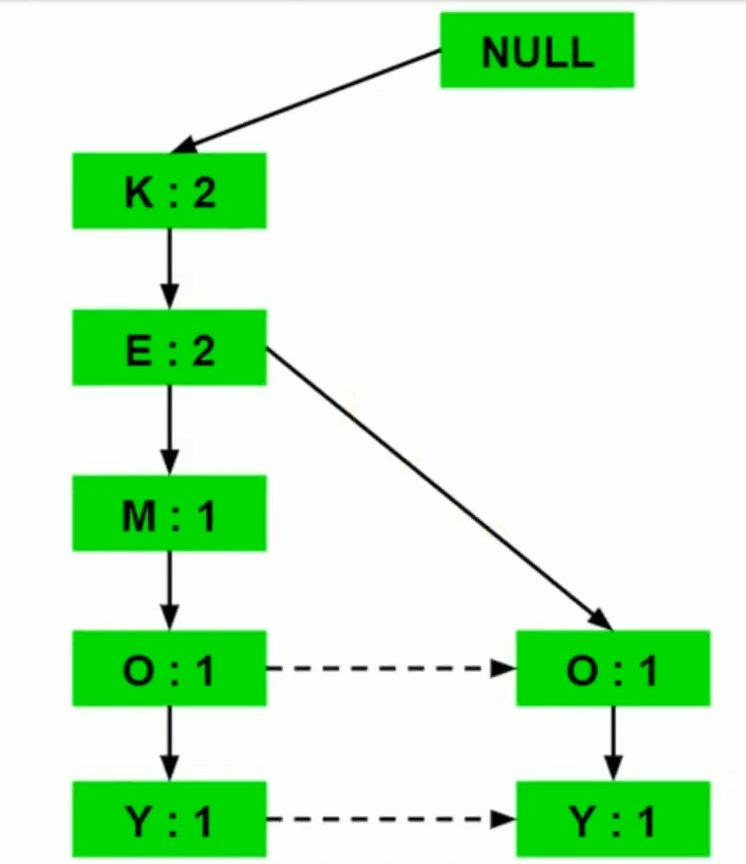 NULL
K : 2
E : 2
M : 1
O : 1
O : 1
Y : 1
Y : 1